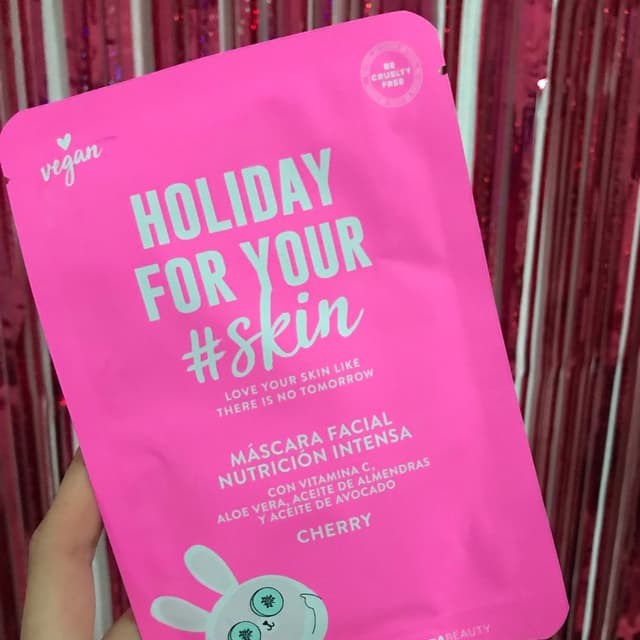 BE
CRUELTY
FREE
vegan
HOLIDAY
FOR YOUR
#skin
LOVE YOUR SKIN LIKE
THERE IS NO TOMORROW
MÁSCARA FACIAL
NUTRICIÓN INTENSA
CON VITAMINA C,
ALOE VERA, ACEITE DE ALMENDRAS
Y ACEITE DE AVOCADO
CHERRY
BEAUTY